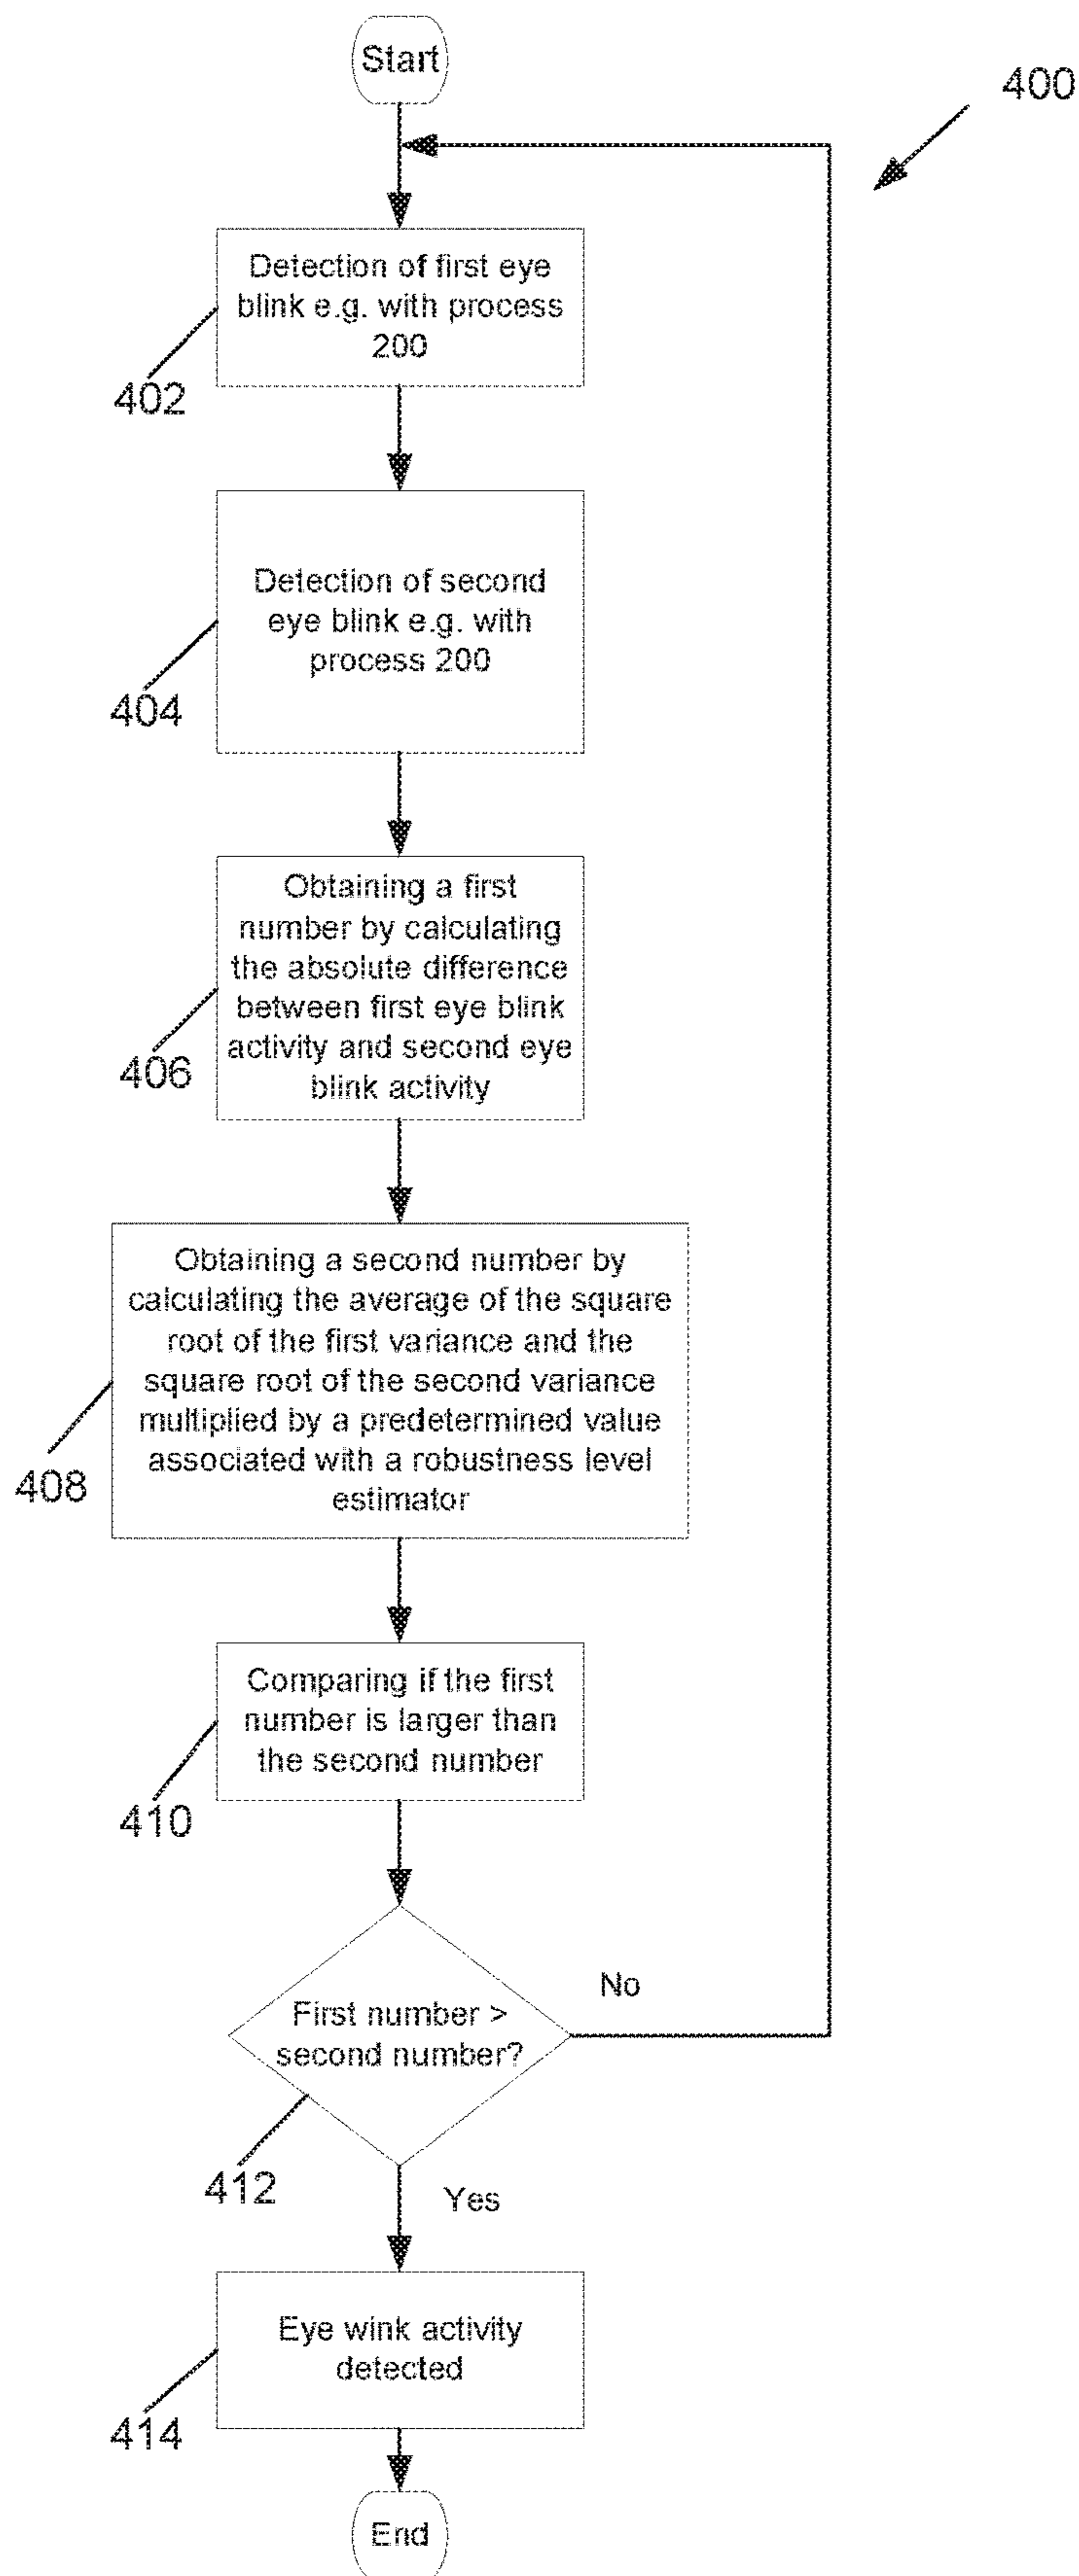 Start
400
Detection of first eye
blink e.g. with process
200
402
Detection of second
eye blink e.g. with
process 200
404
Obtaining a first
number by calculating
the absolute difference
between first eye blink
activity and second eye
blink activity
406
Obtaining a second number by
calculating the average of the square
root of the first variance and the
square root of the second variance
multiplied by a predetermined value
associated with a robustness level
estimator
408
Comparing if the first
number is larger than
the second number
410
First number >
second number?
No
412
Yes
Eye wink activity
detected
414
End